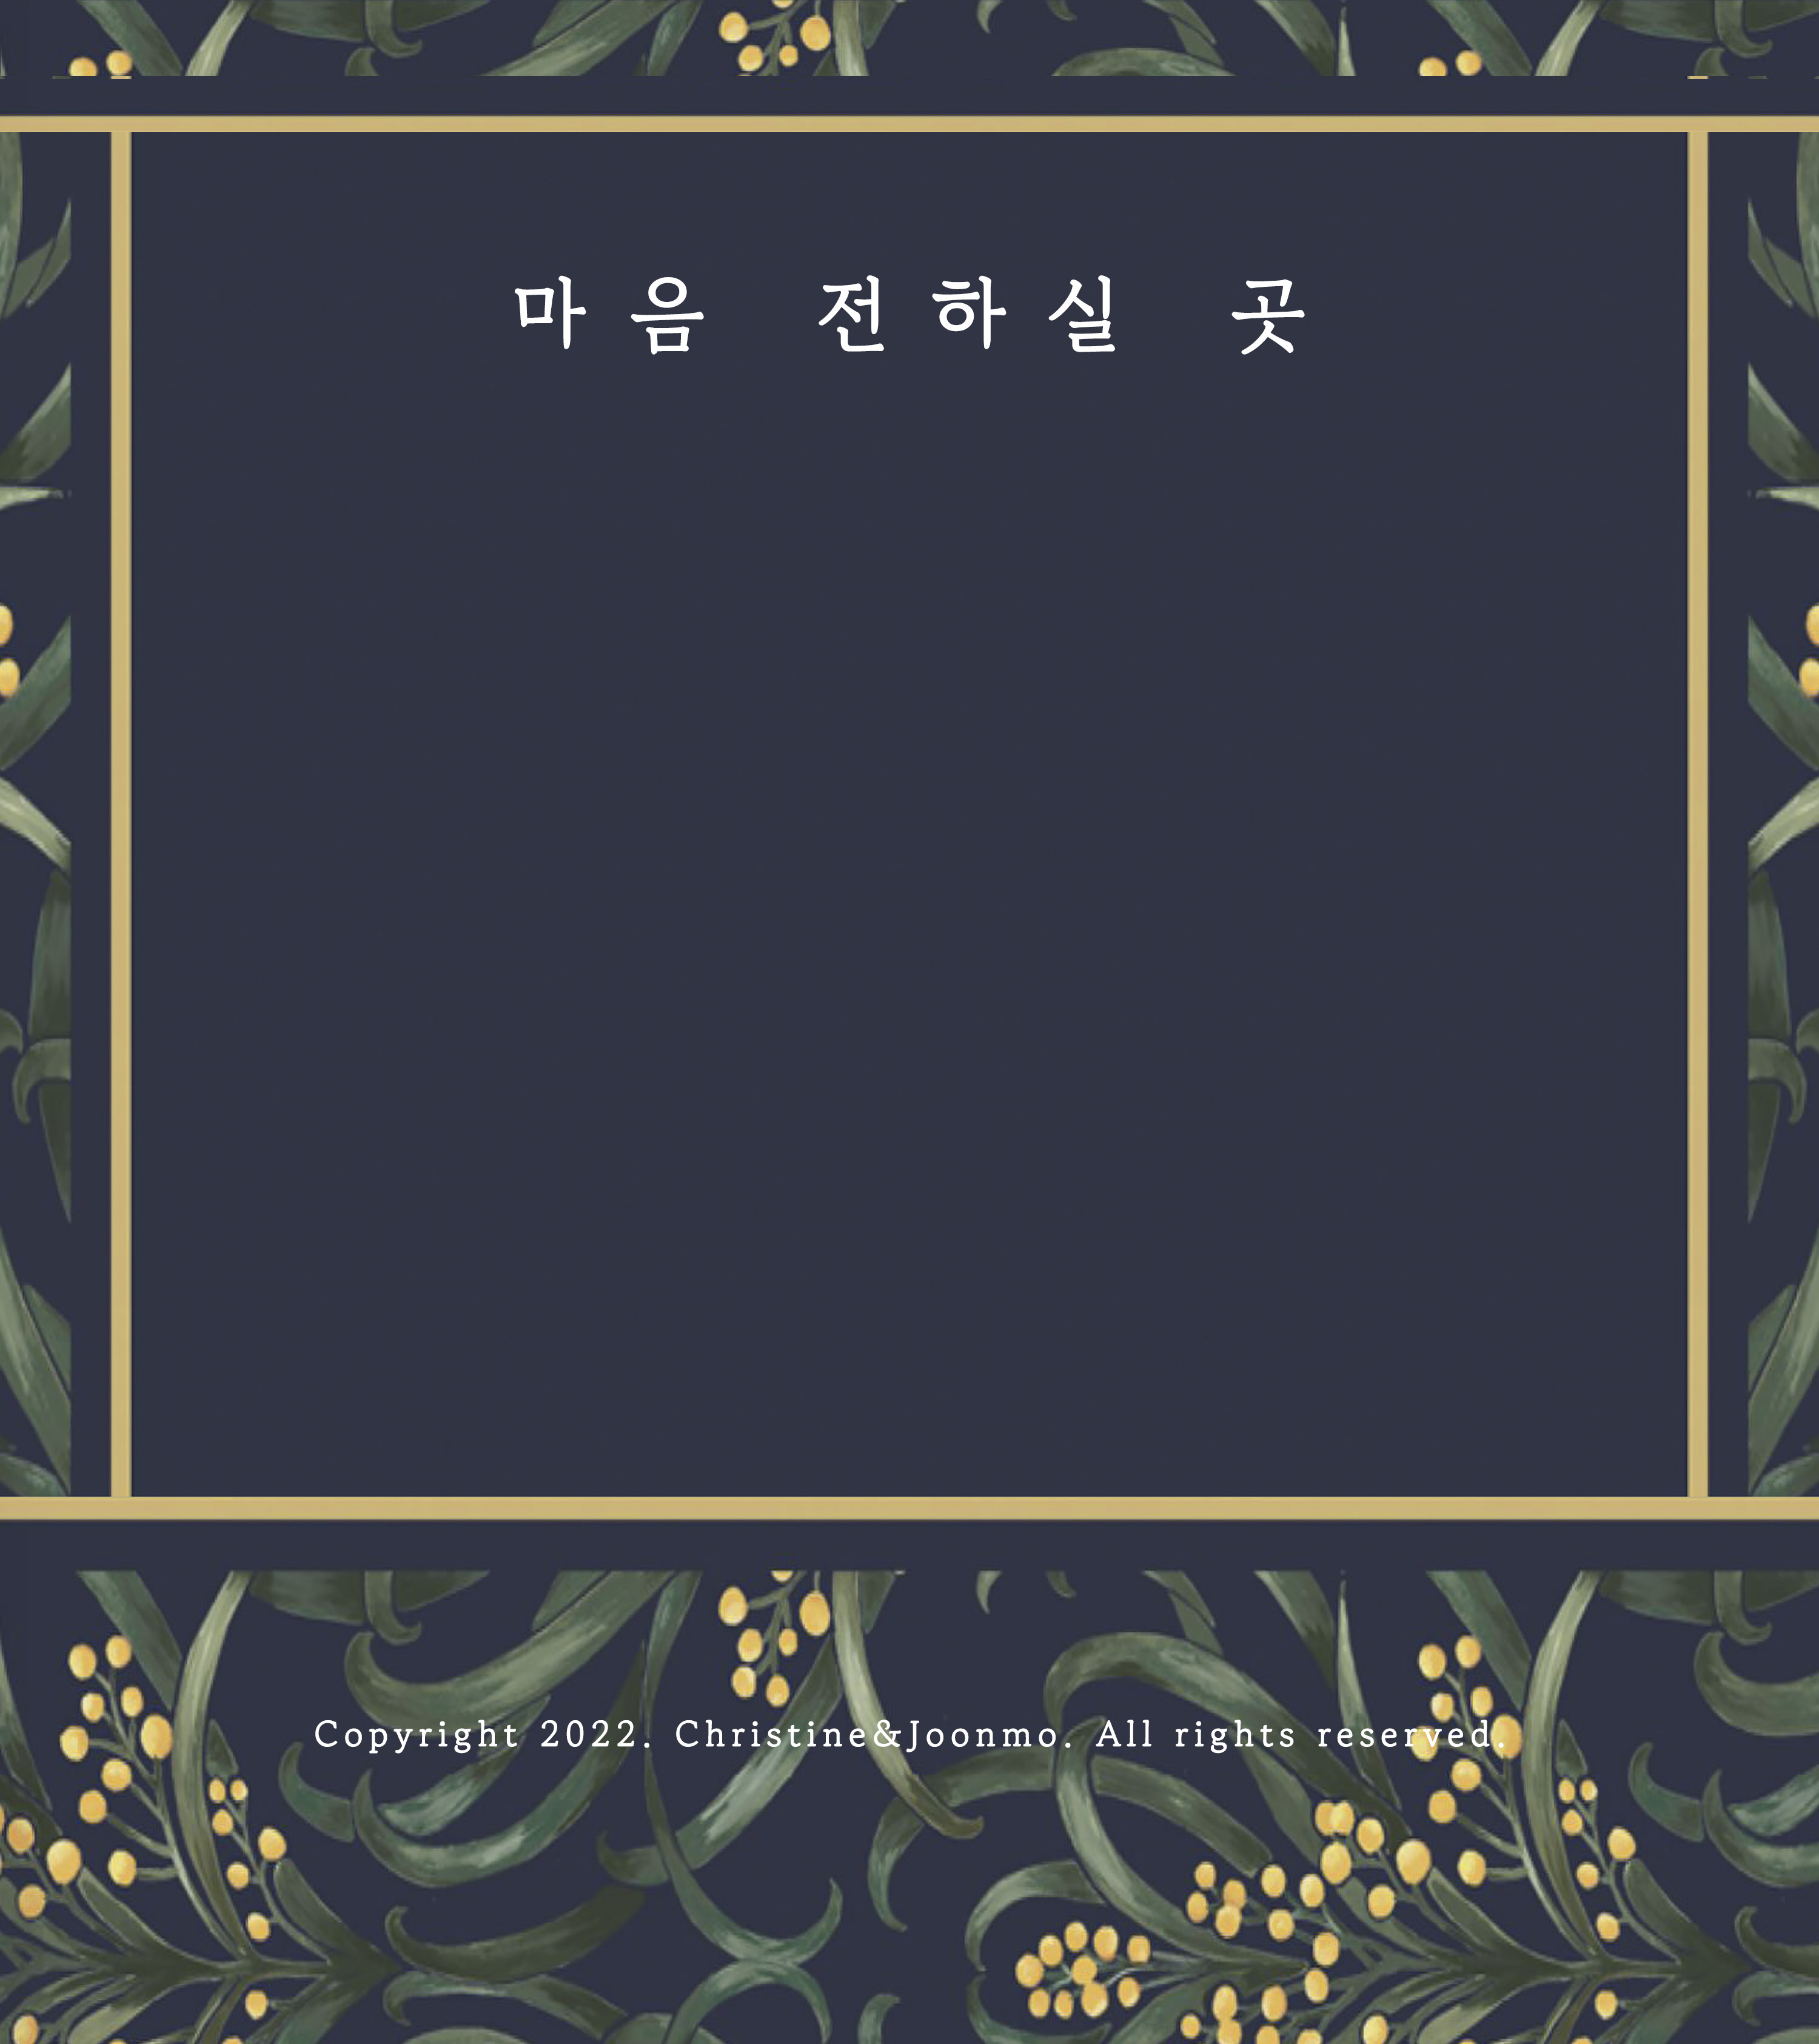 마음 전하실 곳
Copyright 2022. Christine&Joonmo. All rights reserved.